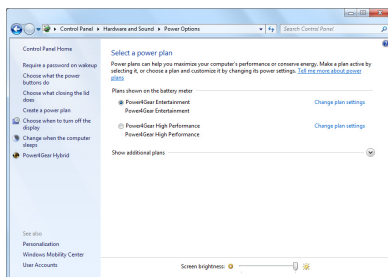 Control Panel ▸ Hardware and Sound ▸ Power Options
Search Control Panel
Control Panel Home
Require a password on wakeup
Choose what the power
buttons do
Choose what closing the lid
does
Create a power plan
Choose when to turn off the
display
Change when the computer
sleeps
Power4Gear Hybrid
See also
Personalization
Windows Mobility Center
User Accounts
Select a power plan
Power plans can help you maximize your computer's performance or conserve energy. Make a plan active by
selecting it, or choose a plan and customize it by changing its power settings. Tell me more about power
plans
Plans shown on the battery meter
Power4Gear Entertainment Change plan settings
Power4Gear Entertainment
Power4Gear High Performance Change plan settings
Power4Gear High Performance
Show additional plans
Screen brightness: